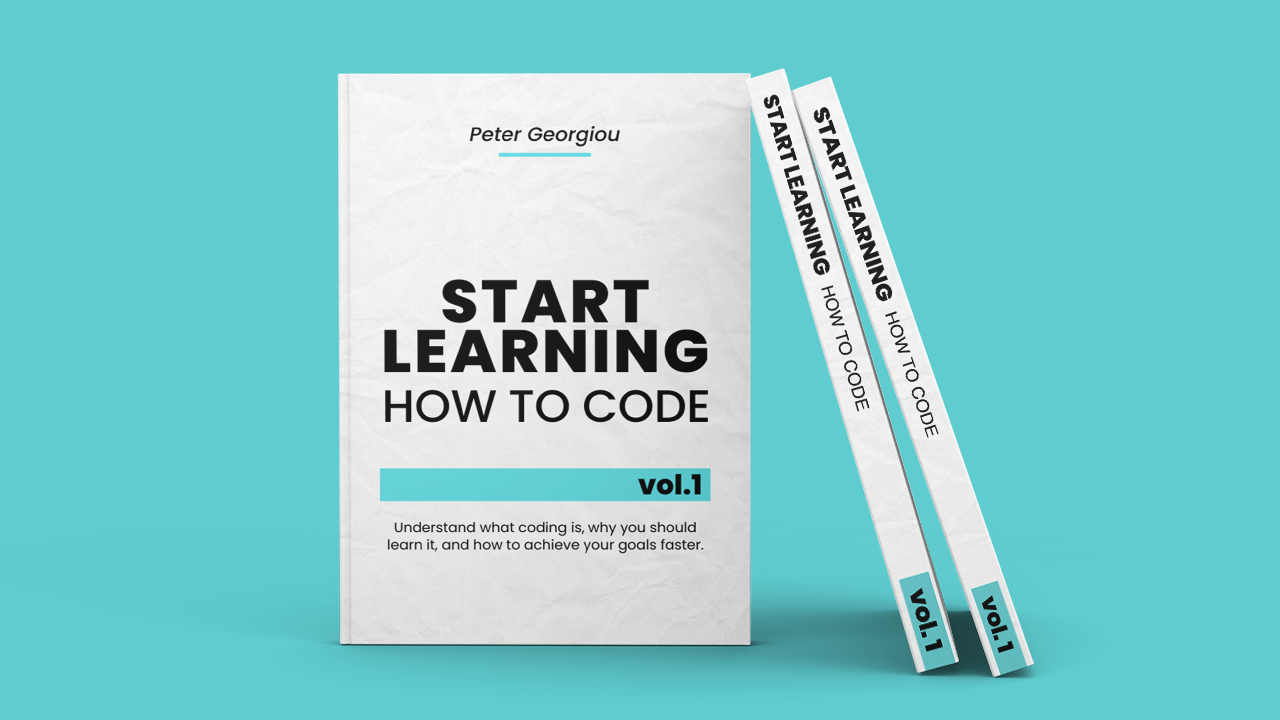 Peter Georgiou
START
LEARNING
HOW TO CODE
vol.1
Understand what coding is, why you should
learn it, and how to achieve your goals faster.
START LEARNING HOW TO CODE
vol.1
START LEARNING HOW TO CODE
vol.1